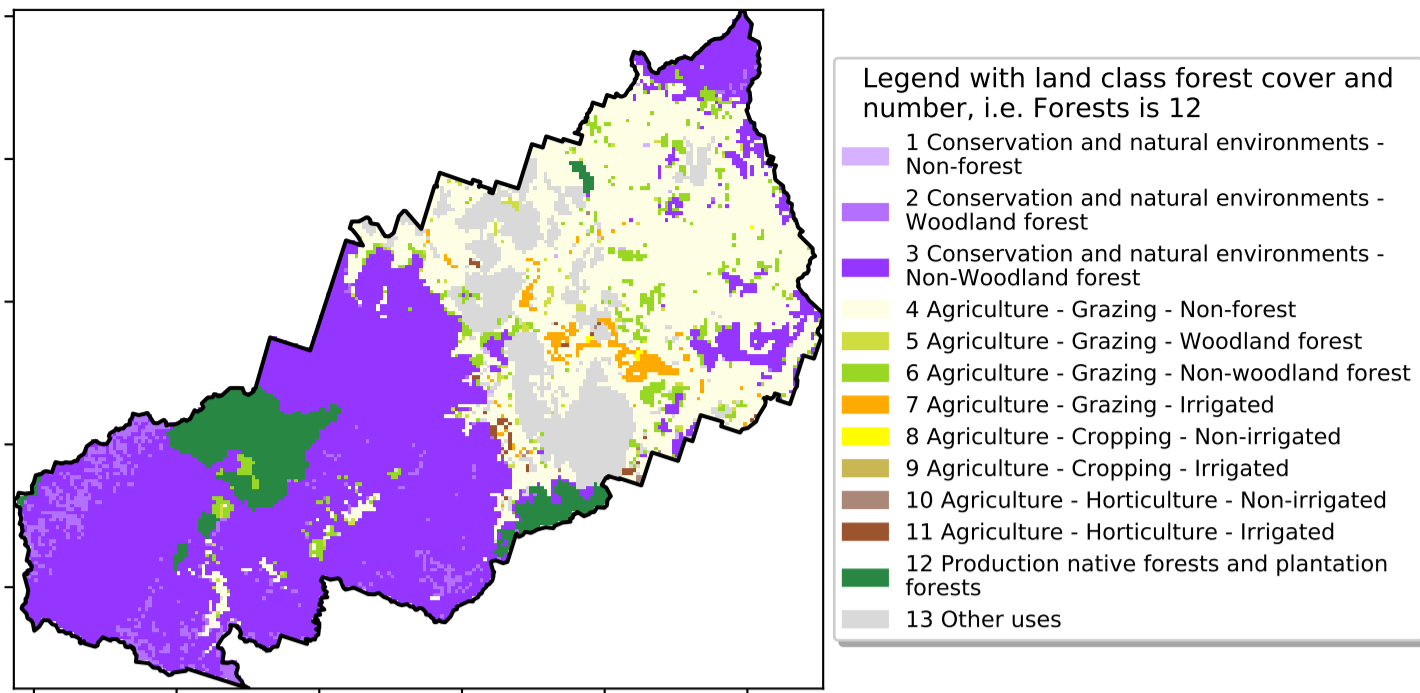 Legend with land class forest cover and
number, i.e. Forests is 12
1 Conservation and natural environments -
Non-forest
2 Conservation and natural environments -
Woodland forest
3 Conservation and natural environments -
Non-Woodland forest
4 Agriculture - Grazing - Non-forest
5 Agriculture - Grazing - Woodland forest
6 Agriculture - Grazing - Non-woodland forest
7 Agriculture - Grazing - Irrigated
8 Agriculture - Cropping - Non-irrigated
9 Agriculture - Cropping - Irrigated
10 Agriculture - Horticulture - Non-irrigated
11 Agriculture - Horticulture - Irrigated
12 Production native forests and plantation
forests
13 Other uses